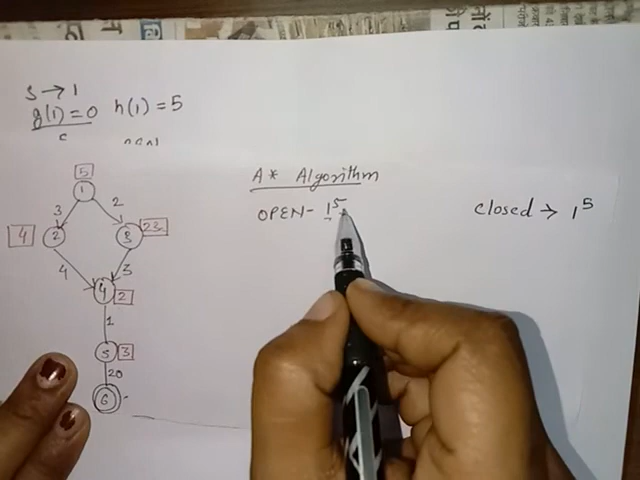 S → 1
g(1) = 0 h(1) = 5
A* Algorithm
OPEN - 1⁵
closed → 1⁵
5
1
3 2
4 2 3 23
4 3
4 2
1
5 3
20
6